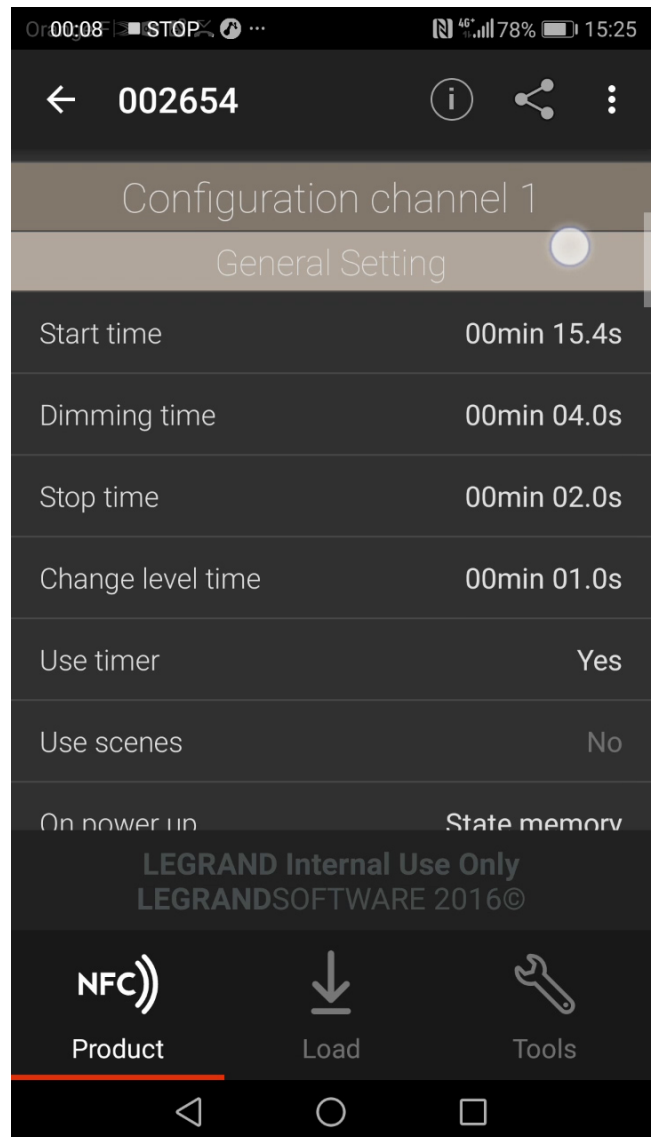 00:08 STOP ... 4G+ 78% 15:25
002654
Configuration channel 1
General Setting
Start time 00min 15.4s
Dimming time 00min 04.0s
Stop time 00min 02.0s
Change level time 00min 01.0s
Use timer Yes
Use scenes No
On power up State memory
LEGRAND Internal Use Only
LEGRANDSOFTWARE 2016©
NFC
Product Load Tools